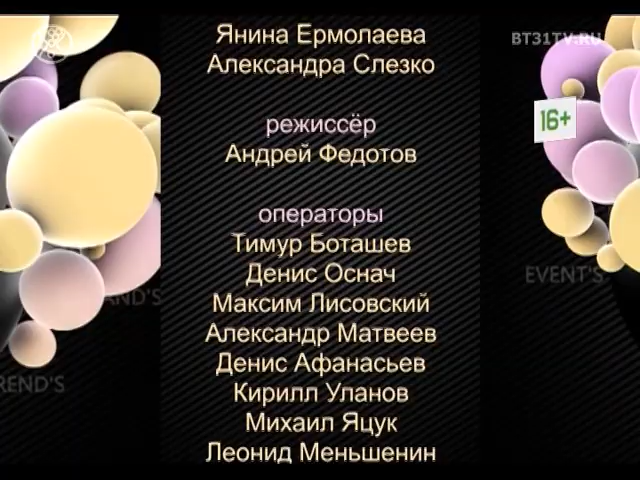 Янина Ермолаева
BT31TV.RU
Александра Слезко
16+
режиссёр
Андрей Федотов
операторы
Тимур Боташев
Денис Оснач
EVENT'S
Максим Лисовский
AND'S
Александр Матвеев
Денис Афанасьев
REND'S
Кирилл Уланов
Михаил Яцук
Леонид Меньшенин